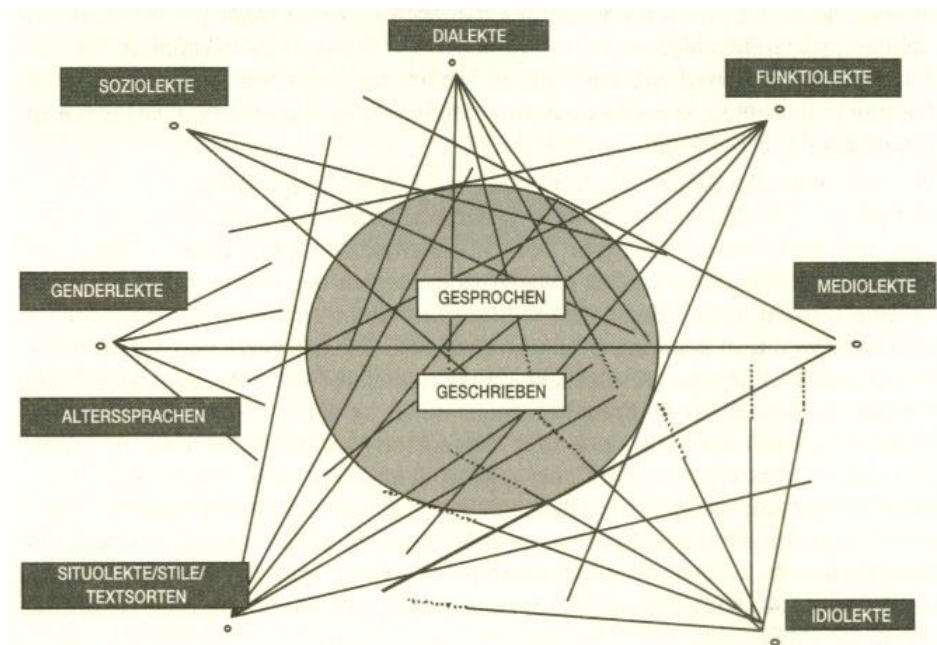 DIALEKTE
SOZIOLEKTE
FUNKTIOLEKTE
GENDERLEKTE
GESPROCHEN
MEDIOLEKTE
GESCHRIEBEN
ALTERSSPRACHEN
SITUOLEKTE/STILE/
TEXTSORTEN
IDIOLEKTE